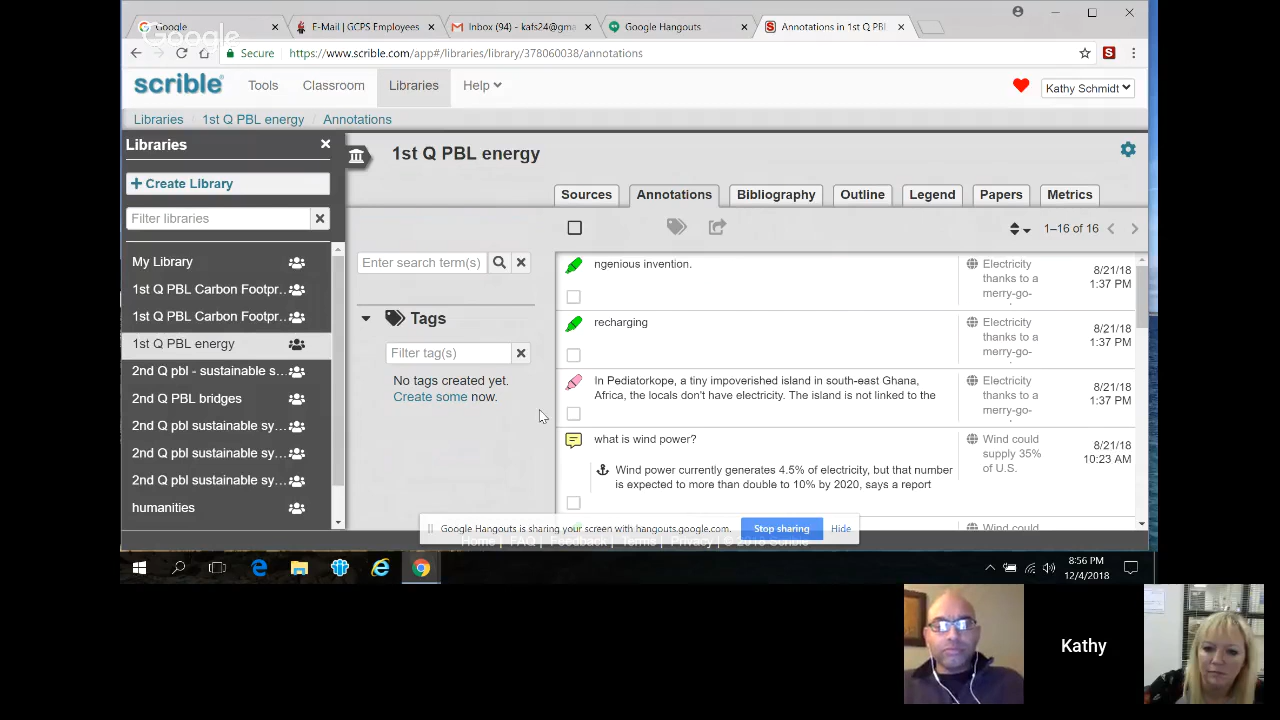 Google
Google
E-Mail | GCPS Employees
Inbox (94) - kafs24@gma
Google Hangouts
Annotations in 1st Q PBL
Secure
https://www.scrible.com/app#/libraries/library/378060038/annotations
scrible
Tools
Classroom
Libraries
Help
Kathy Schmidt
Libraries
1st Q PBL energy
Annotations
Libraries
+ Create Library
Filter libraries
My Library
1st Q PBL Carbon Footpr...
1st Q PBL Carbon Footpr...
1st Q PBL energy
2nd Q pbl - sustainable s...
2nd Q PBL bridges
2nd Q pbl sustainable sy...
2nd Q pbl sustainable sy...
2nd Q pbl sustainable sy...
humanities
1st Q PBL energy
Sources
Annotations
Bibliography
Outline
Legend
Papers
Metrics
1–16 of 16
Enter search term(s)
Tags
Filter tag(s)
No tags created yet.
Create some now.
ngenious invention.
Electricity
thanks to a
merry-go-
8/21/18
1:37 PM
recharging
Electricity
thanks to a
merry-go-
8/21/18
1:37 PM
In Pediatorkope, a tiny impoverished island in south-east Ghana,
Africa, the locals don't have electricity. The island is not linked to the
Electricity
thanks to a
merry-go-
8/21/18
1:37 PM
what is wind power?
Wind power currently generates 4.5% of electricity, but that number
is expected to more than double to 10% by 2020, says a report
Wind could
supply 35%
of U.S.
8/21/18
10:23 AM
Wind could
Google Hangouts is sharing your screen with hangouts.google.com.
Stop sharing
Hide
Home | FAQ | Feedback | Terms | Privacy | © 2018 Scrible
8:56 PM
12/4/2018
Kathy